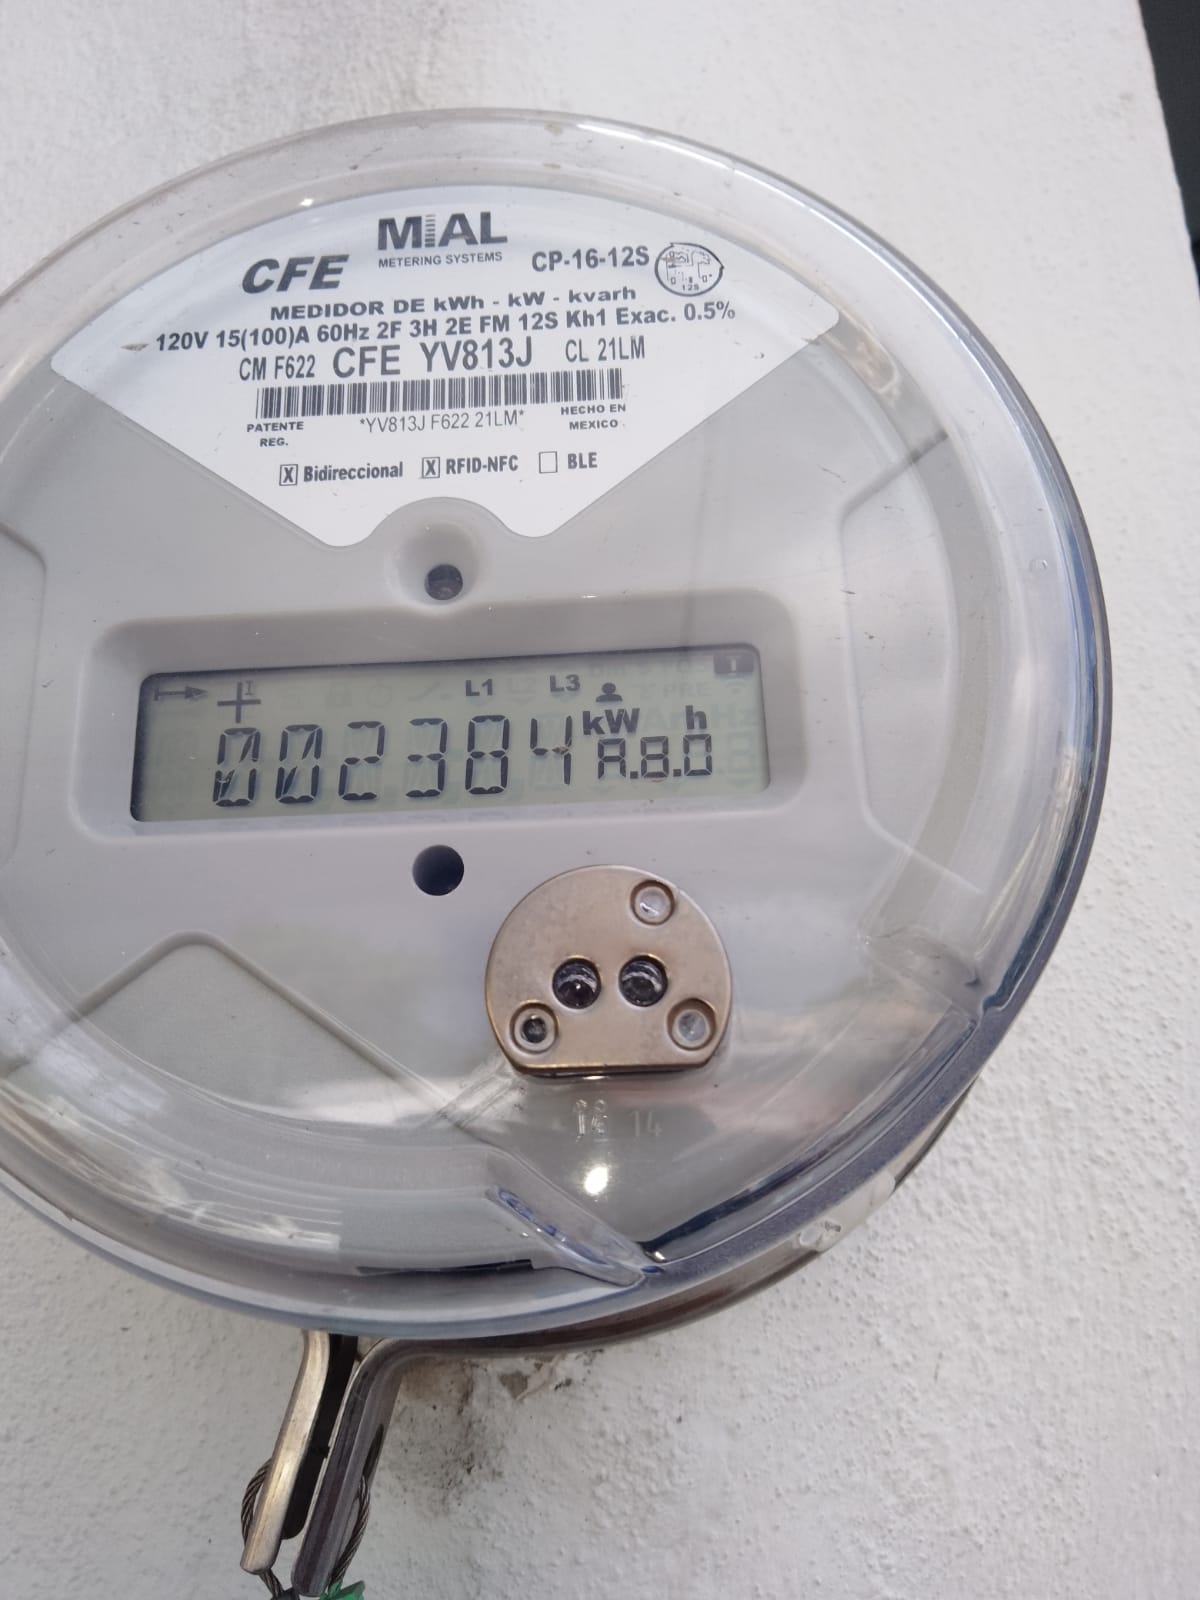 MIAL
METERING SYSTEMS
CFE
CP-16-12S
12S
MEDIDOR DE kWh - kW - kvarh
120V 15(100)A 60Hz 2F 3H 2E FM 12S Kh1 Exac. 0.5%
CM F622 CFE YV813J CL 21LM
PATENTE REG.
*YV813J F622 21LM*
HECHO EN MEXICO
X Bidireccional X RFID-NFC BLE
L1 L3
002384 kW h A.8.0
14